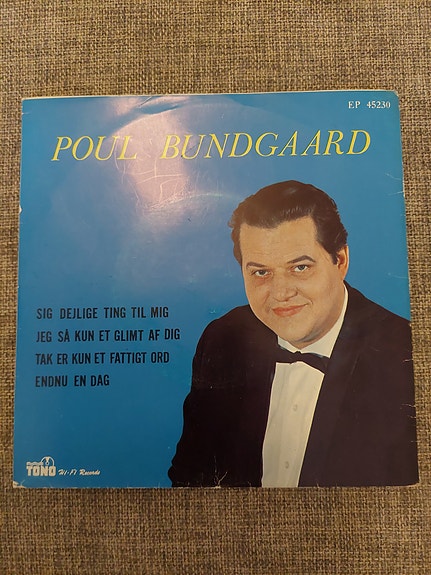 EP 45230
POUL BUNDGAARD
SIG DEJLIGE TING TIL MIG
JEG SÅ KUN ET GLIMT AF DIG
TAK ER KUN ET FATTIGT ORD
ENDNU EN DAG
TONO Hi-Fi Records